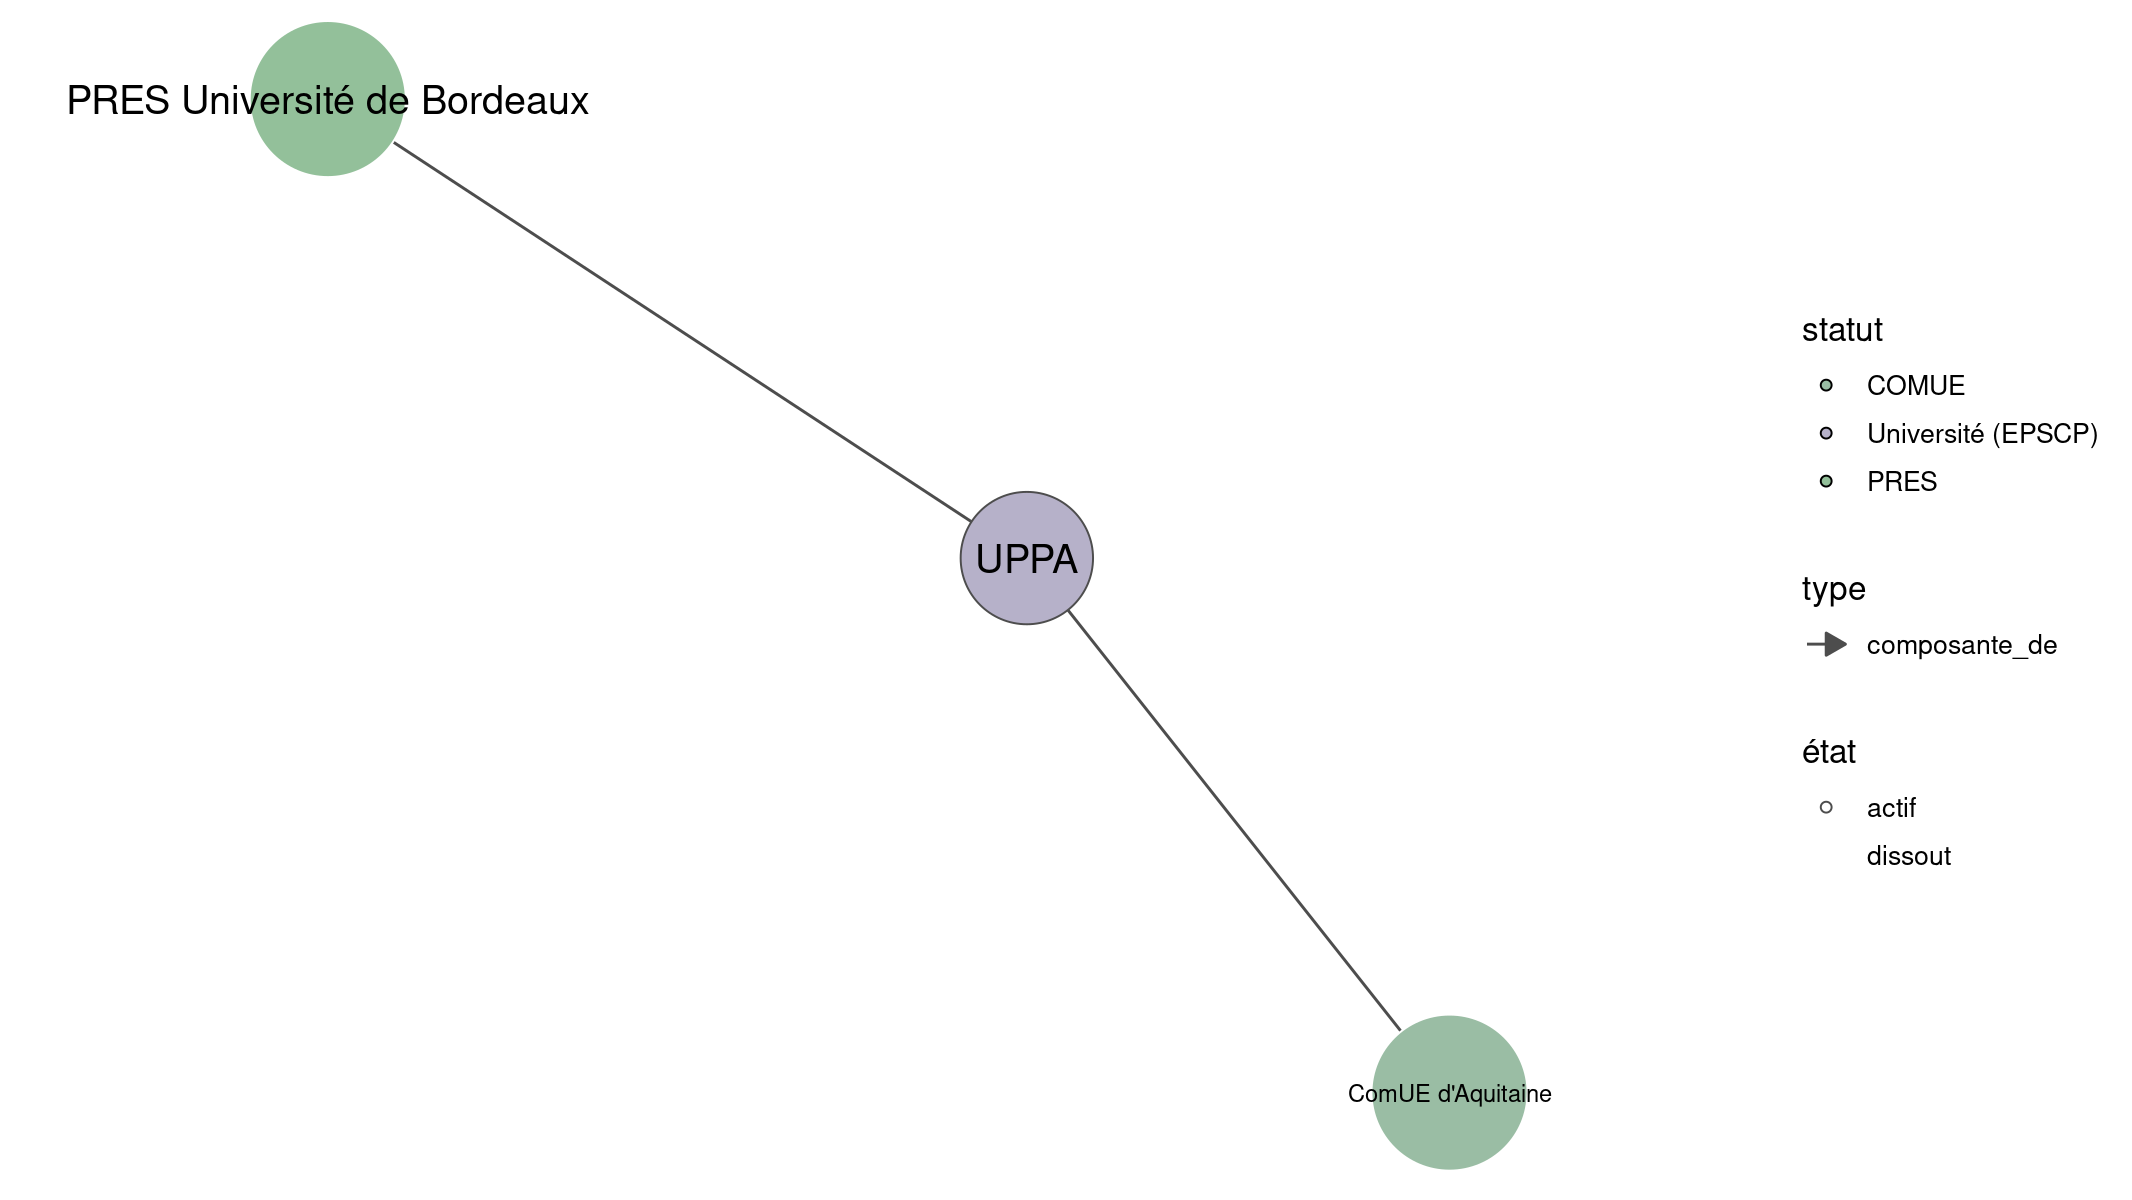 PRES Université de Bordeaux
UPPA
ComUE d'Aquitaine
statut
COMUE
Université (EPSCP)
PRES
type
composante_de
état
actif
dissout